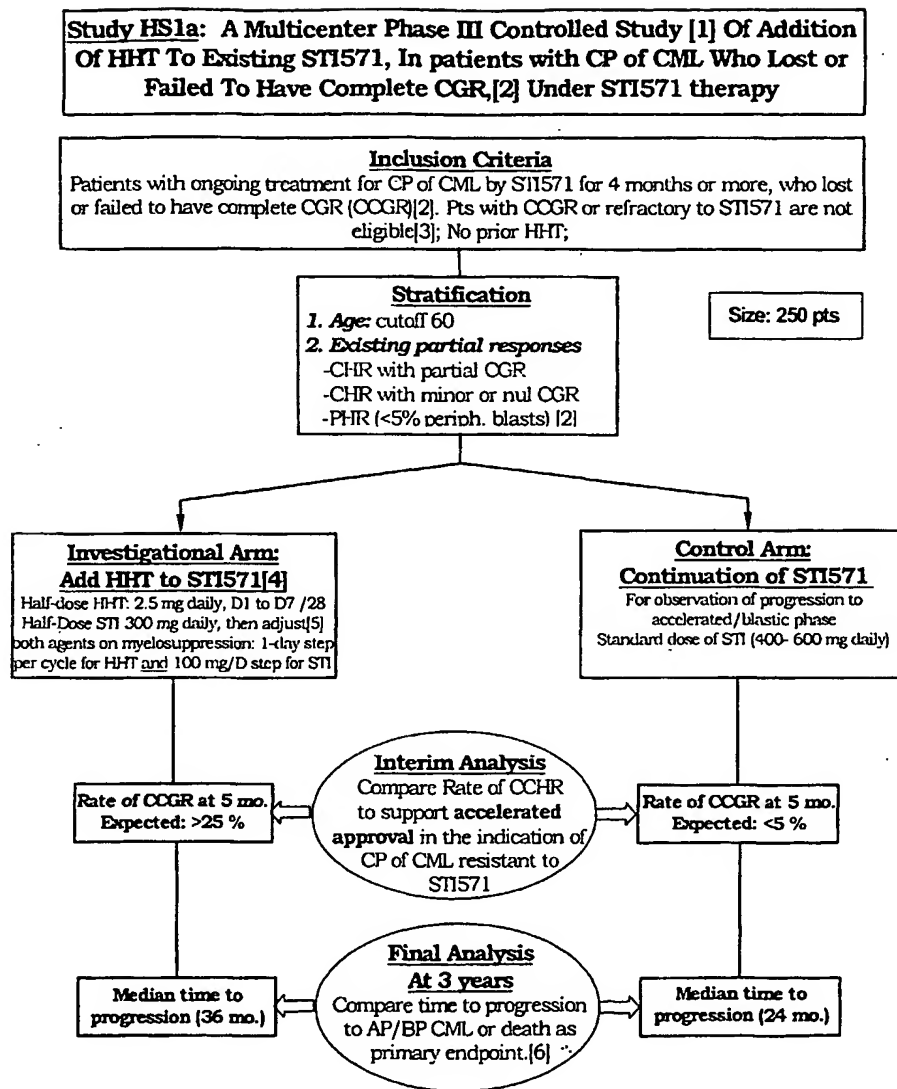 Study HS1a: A Multicenter Phase III Controlled Study [1] Of Addition
Of HHT To Existing STI571, In patients with CP of CML Who Lost or
Failed To Have Complete CGR,[2] Under STI571 therapy
Inclusion Criteria
Patients with ongoing treatment for CP of CML by STI571 for 4 months or more, who lost
or failed to have complete CGR (CCGR)[2]. Pts with CCGR or refractory to STI571 are not
eligible[3]; No prior HHT;
Stratification
1. Age: cutoff 60
2. Existing partial responses
-CHR with partial CGR
-CHR with minor or nul CGR
-PHR (<5% periph. blasts) [2]
Size: 250 pts
Investigational Arm:
Add HHT to STI571[4]
Half-dose HHT: 2.5 mg daily, D1 to D7 /28
Half-Dose STI 300 mg daily, then adjust[5]
both agents on myelosuppression: 1-day step
per cycle for HHT and 100 mg/D step for STI
Control Arm:
Continuation of STI571
For observation of progression to
accelerated/blastic phase
Standard dose of STI (400- 600 mg daily)
Interim Analysis
Compare Rate of CCHR
to support accelerated
approval in the indication of
CP of CML resistant to
STI571
Rate of CCGR at 5 mo.
Expected: >25 %
Rate of CCGR at 5 mo.
Expected: <5 %
Final Analysis
At 3 years
Compare time to progression
to AP/BP CML or death as
primary endpoint.[6]
Median time to
progression (36 mo.)
Median time to
progression (24 mo.)